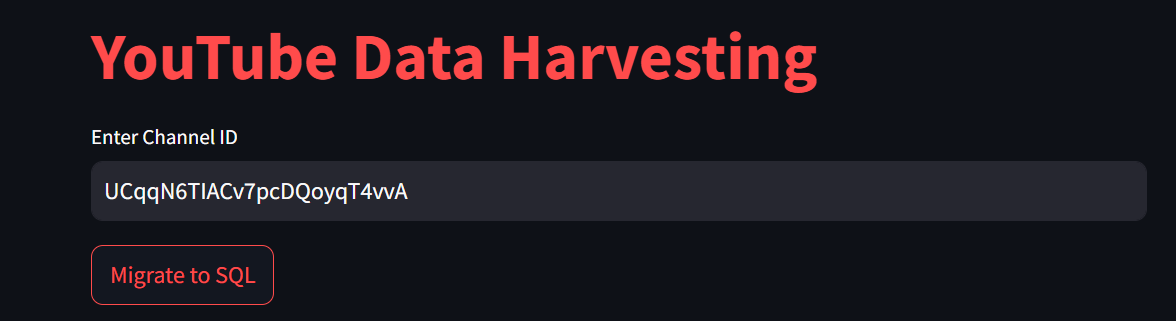 YouTube Data Harvesting
Enter Channel ID
UCqqN6TIACv7pcDQoyqT4vvA
Migrate to SQL